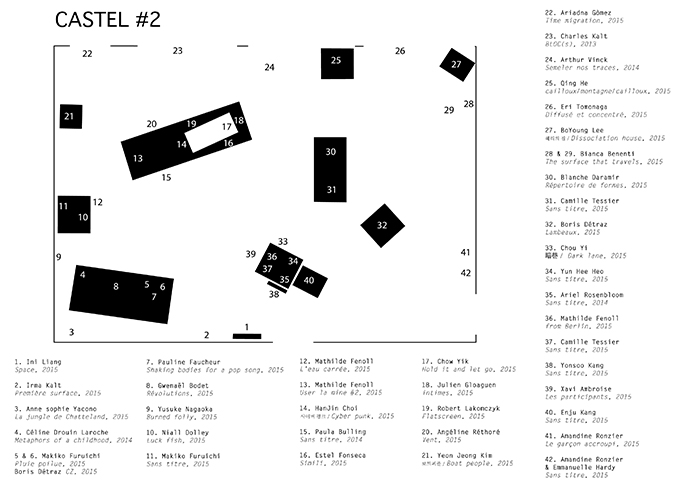 CASTEL #2
22
23
24
25
26
27
28
29
21
20
19
18
17
14
16
13
15
30
31
12
11
10
32
9
33
39
36
34
37
35
40
38
41
42
4
8
5
6
7
3
2
1
1. Imi Liang
Space, 2015
2. Irma Kalt
Première surface, 2015
3. Anne sophie Yacono
La jungle de Chatteland, 2015
4. Céline Drouin Laroche
Metaphors of a childhood, 2014
5 & 6. Makiko Furuichi
Pluie poilue, 2015
Boris Détraz CZ, 2015
7. Pauline Faucheur
Shaking bodies for a pop song, 2015
8. Gwenaël Bodet
Révolutions, 2015
9. Yusuke Nagaoka
Burned folly, 2015
10. Niall Dolley
Luck fish, 2015
11. Makiko Furuichi
Sans titre, 2015
12. Mathilde Fenoll
L'eau carrée, 2015
13. Mathilde Fenoll
User la mine #2, 2015
14. HanJin Choi
/Cyber punk, 2015
15. Paula Bulling
Sans titre, 2014
16. Estel Fonseca
Simili, 2015
17. Chow Yik
Hold it and let go, 2015
18. Julien Gloaguen
Intimes, 2015
19. Robert Lakomczyk
Flatscreen, 2015
20. Angéline Réthoré
Vent, 2015
21. Yeon Jeong Kim
/Boat people, 2015
22. Ariadna Gómez
Time migration, 2015
23. Charles Kalt
BLOC(s), 2013
24. Arthur Vinck
Semeler nos traces, 2014
25. Qing He
cailloux/montagne/cailloux, 2015
26. Eri Tomonaga
Diffusé et concentré, 2015
27. BoYoung Lee
/Dissociation house, 2015
28 & 29. Bianca Benenti
The surface that travels, 2015
30. Blanche Daramir
Répertoire de formes, 2015
31. Camille Tessier
Sans titre, 2015
32. Boris Détraz
Lambeaux, 2015
33. Chou Yi
/ Dark lane, 2015
34. Yun Hee Heo
Sans titre, 2015
35. Ariel Rosenbloom
Sans titre, 2014
36. Mathilde Fenoll
From Berlin, 2015
37. Camille Tessier
Sans titre, 2015
38. Yonsoo Kang
Sans titre, 2015
39. Xavi Ambroise
Les participants, 2015
40. Enju Kang
Sans titre, 2015
41. Amandine Ronzier
Le garçon accroupi, 2015
42. Amandine Ronzier
& Emmanuelle Hardy
Sans titre, 2015